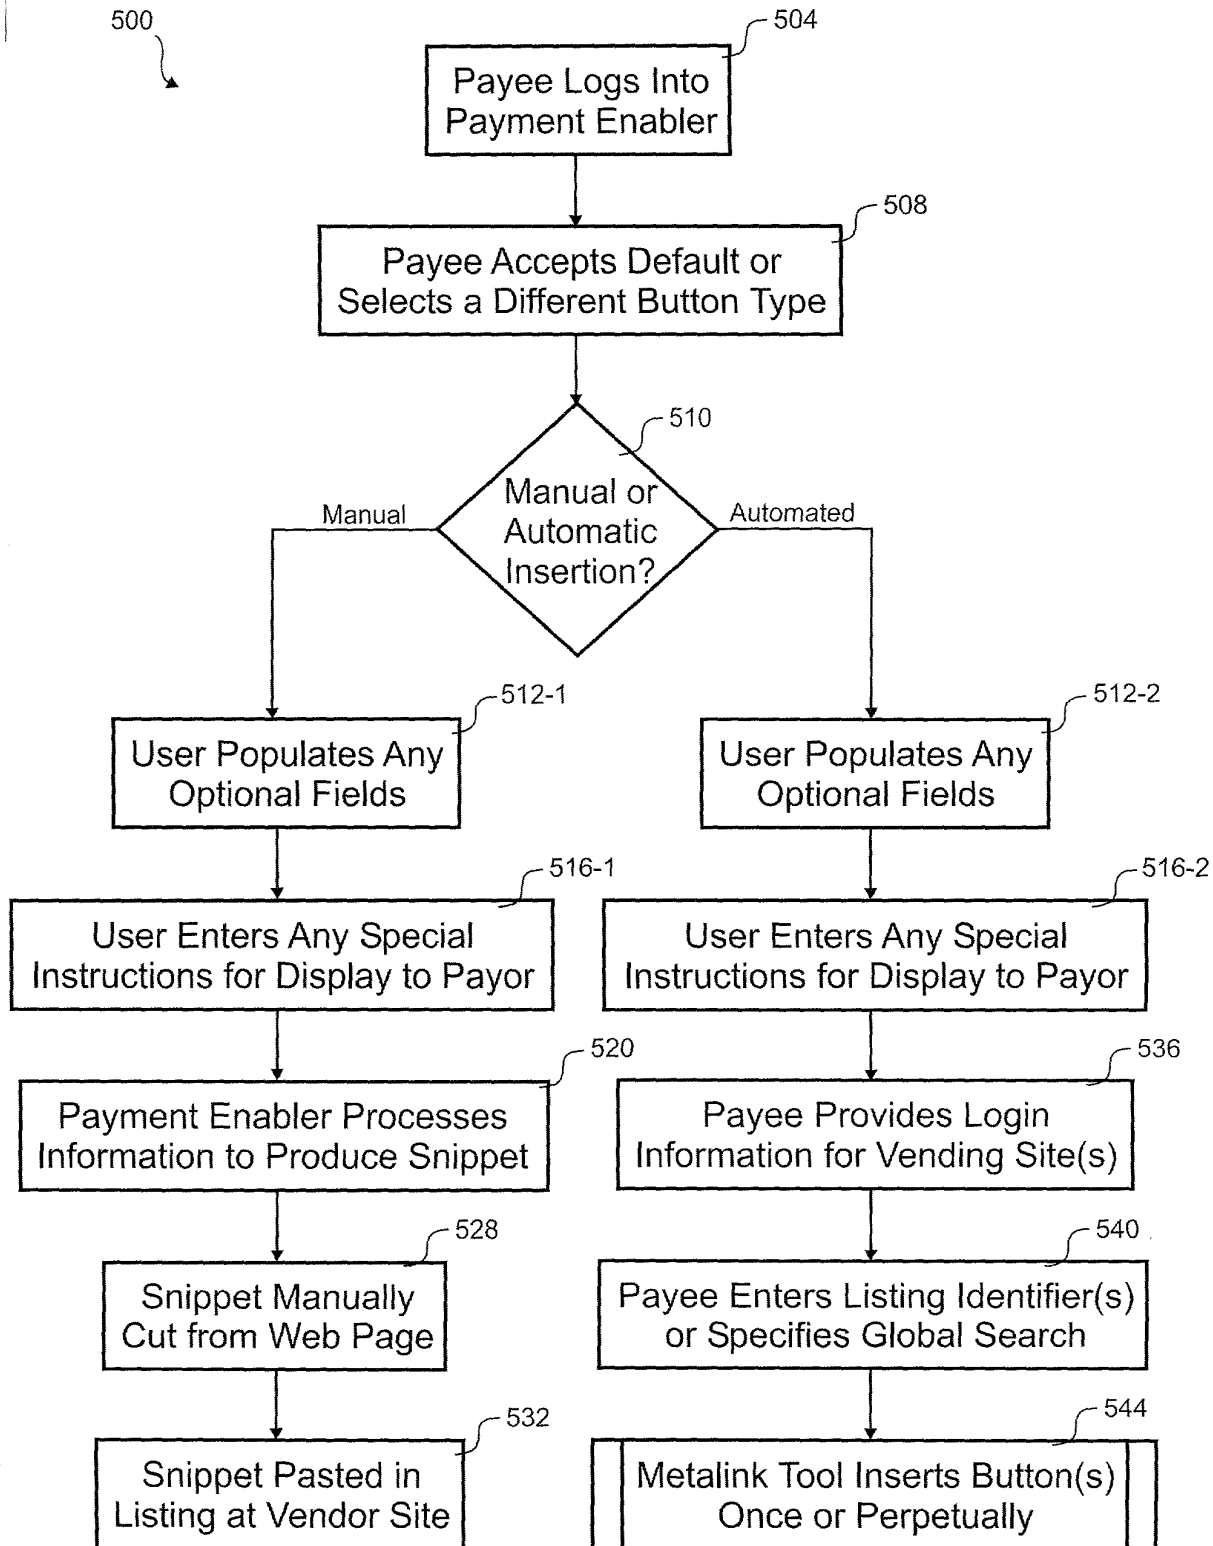 500
504
Payee Logs Into
Payment Enabler
508
Payee Accepts Default or
Selects a Different Button Type
510
Manual or
Automatic
Insertion?
Manual
Automated
512-1
User Populates Any
Optional Fields
512-2
User Populates Any
Optional Fields
516-1
User Enters Any Special
Instructions for Display to Payor
516-2
User Enters Any Special
Instructions for Display to Payor
520
Payment Enabler Processes
Information to Produce Snippet
536
Payee Provides Login
Information for Vending Site(s)
528
Snippet Manually
Cut from Web Page
540
Payee Enters Listing Identifier(s)
or Specifies Global Search
532
Snippet Pasted in
Listing at Vendor Site
544
Metalink Tool Inserts Button(s)
Once or Perpetually